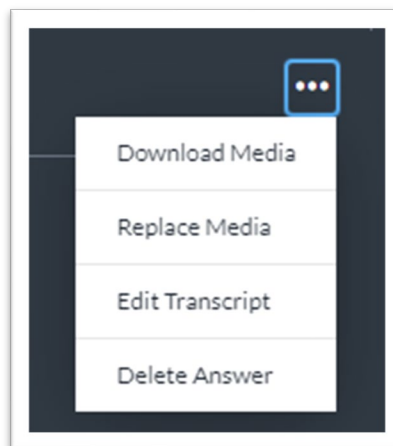 Download Media
Replace Media
Edit Transcript
Delete Answer